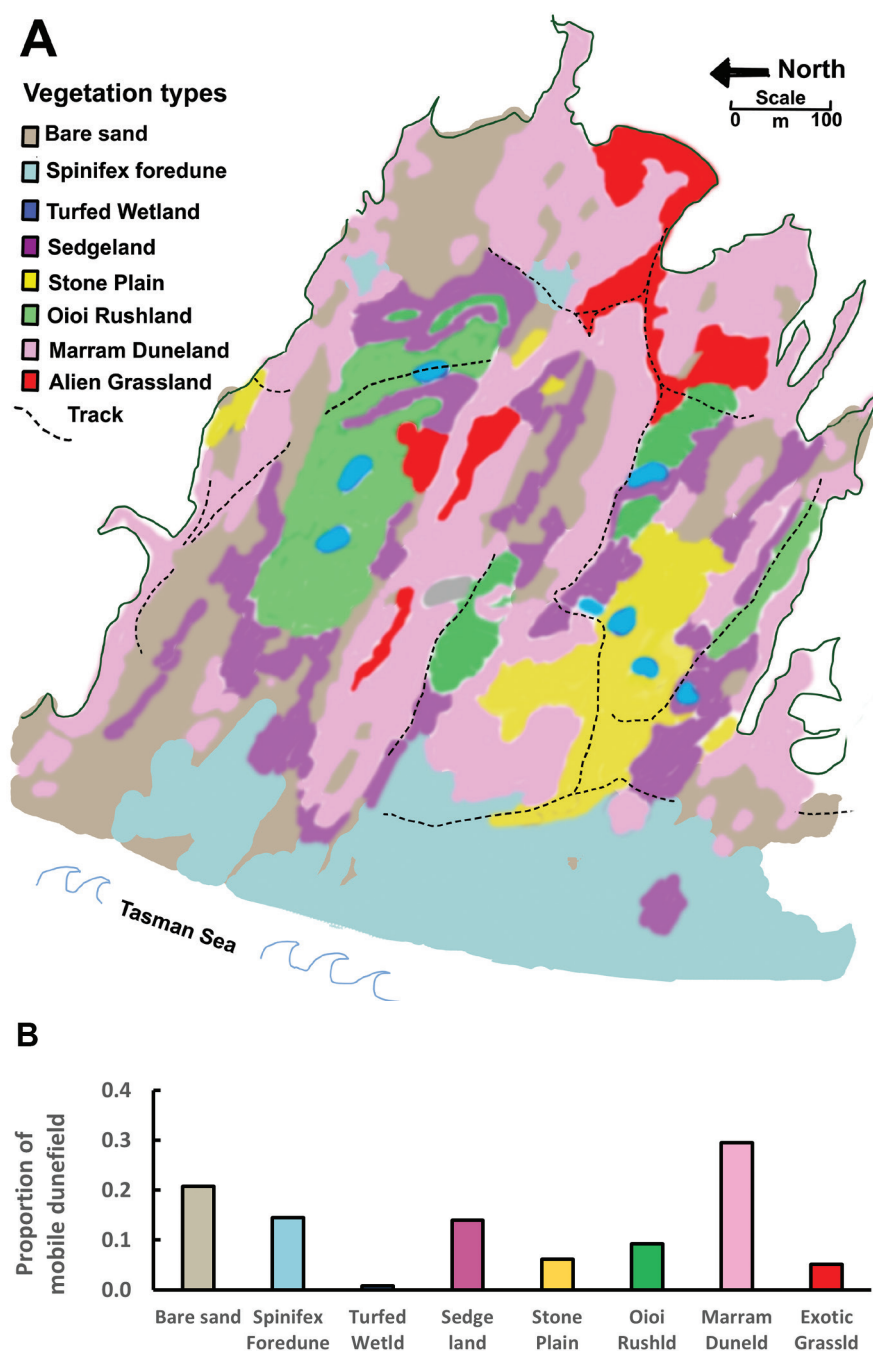 A
North
Scale
0 m 100
Vegetation types
Bare sand
Spinifex foredune
Turfed Wetland
Sedgeland
Stone Plain
Oioi Rushland
Marram Duneland
Alien Grassland
Track
Tasman Sea
B
Proportion of
mobile dunefield
0.4
0.3
0.2
0.1
0.0
Bare sand
Spinifex
Foredune
Turfed
Wetld
Sedge
land
Stone
Plain
Oioi
Rushld
Marram
Duneld
Exotic
Grassld